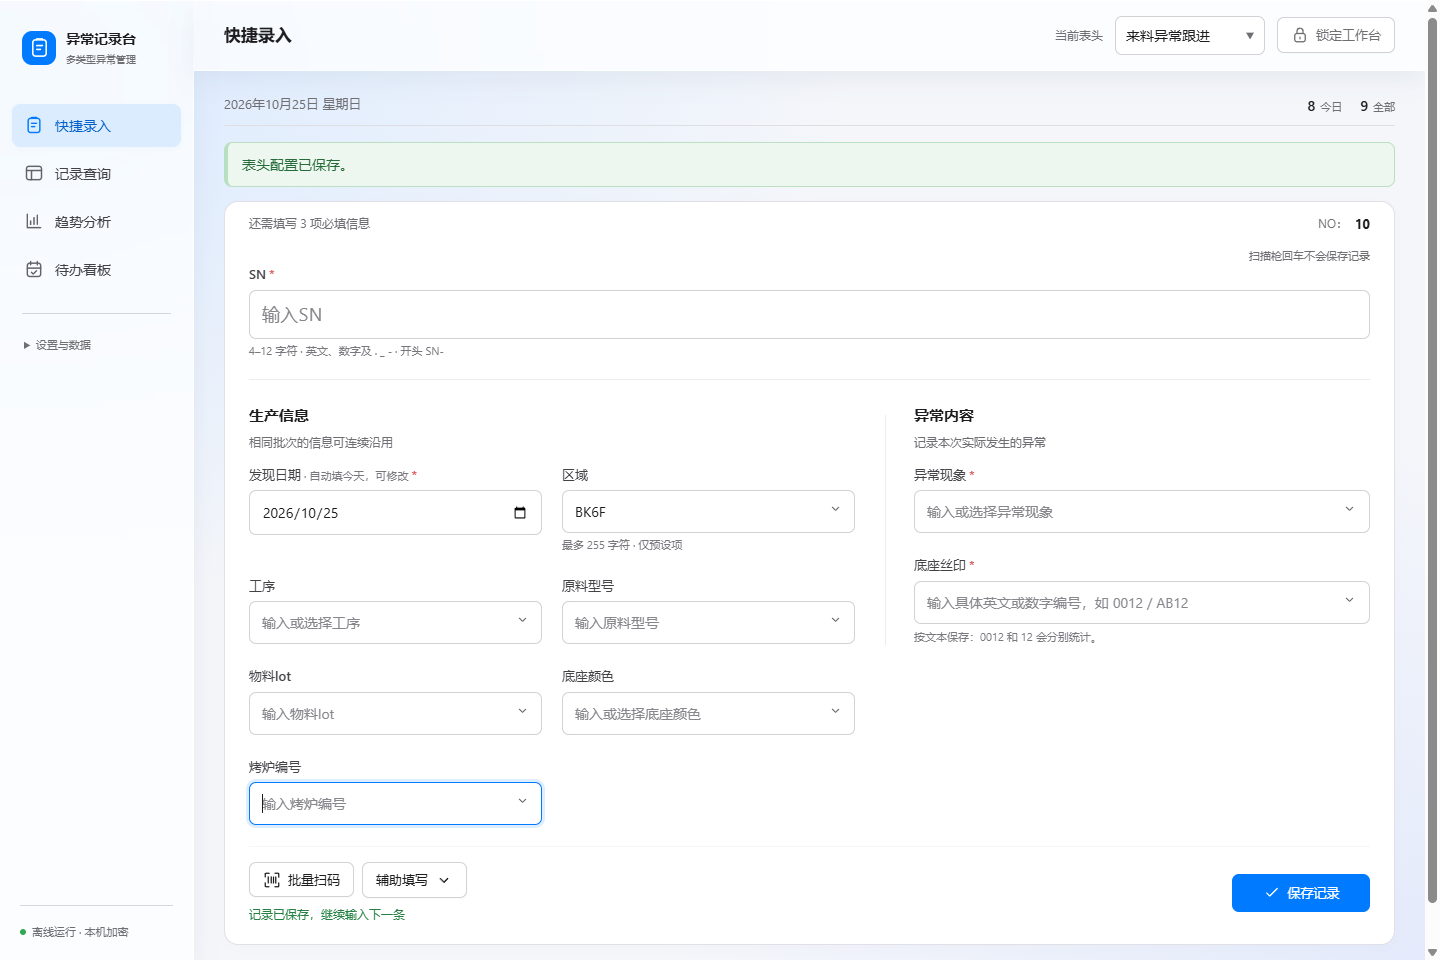 异常记录台
多类型异常管理
快捷录入
记录查询
趋势分析
待办看板
设置与数据
离线运行 · 本机加密
快捷录入
当前表头
来料异常跟进
锁定工作台
2026年10月25日 星期日
8 今日 9 全部
表头配置已保存。
还需填写 3 项必填信息
NO： 10
扫描枪回车不会保存记录
SN *
输入SN
4–12 字符 · 英文、数字及 . _ - · 开头 SN-
生产信息
相同批次的信息可连续沿用
发现日期 · 自动填今天，可修改 *
2026/10/25
区域
BK6F
最多 255 字符 · 仅预设项
工序
输入或选择工序
原料型号
输入原料型号
物料lot
输入物料lot
底座颜色
输入或选择底座颜色
烤炉编号
输入烤炉编号
异常内容
记录本次实际发生的异常
异常现象 *
输入或选择异常现象
底座丝印 *
输入具体英文或数字编号，如 0012 / AB12
按文本保存：0012 和 12 会分别统计。
批量扫码
辅助填写
记录已保存，继续输入下一条
保存记录